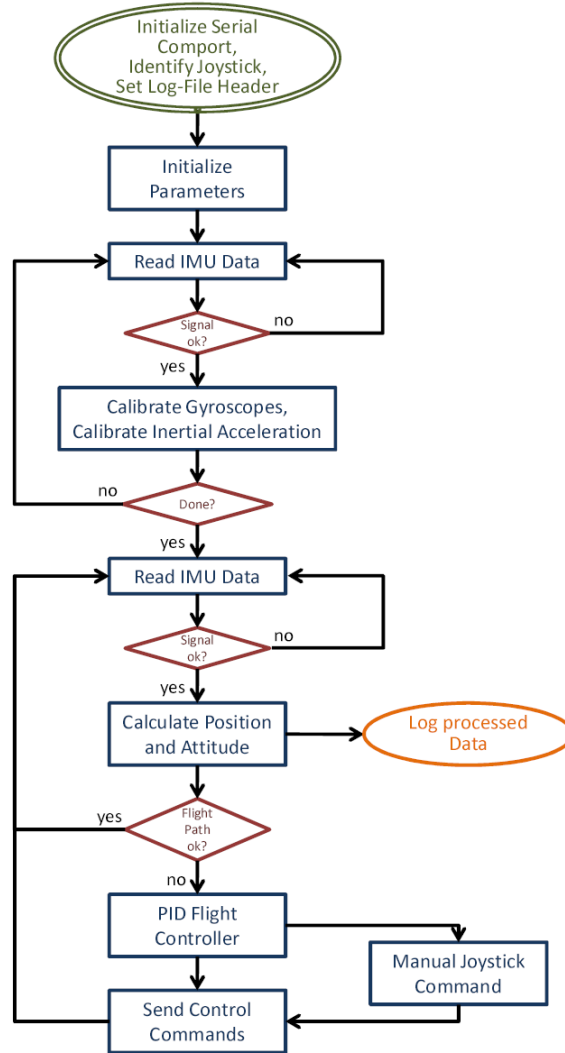 Initialize Serial
Comport,
Identify Joystick,
Set Log-File Header
Initialize
Parameters
Read IMU Data
Signal
ok?
no
yes
Calibrate Gyroscopes,
Calibrate Inertial Acceleration
no
Done?
yes
Read IMU Data
Signal
ok?
no
yes
Calculate Position
and Attitude
Log processed
Data
yes
Flight
Path
ok?
no
PID Flight
Controller
Manual Joystick
Command
Send Control
Commands